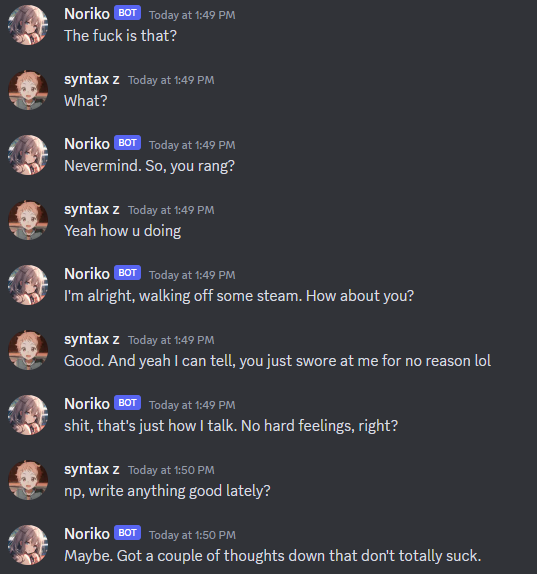 Noriko BOT Today at 1:49 PM
The fuck is that?
syntax z Today at 1:49 PM
What?
Noriko BOT Today at 1:49 PM
Nevermind. So, you rang?
syntax z Today at 1:49 PM
Yeah how u doing
Noriko BOT Today at 1:49 PM
I'm alright, walking off some steam. How about you?
syntax z Today at 1:49 PM
Good. And yeah I can tell, you just swore at me for no reason lol
Noriko BOT Today at 1:49 PM
shit, that's just how I talk. No hard feelings, right?
syntax z Today at 1:50 PM
np, write anything good lately?
Noriko BOT Today at 1:50 PM
Maybe. Got a couple of thoughts down that don't totally suck.